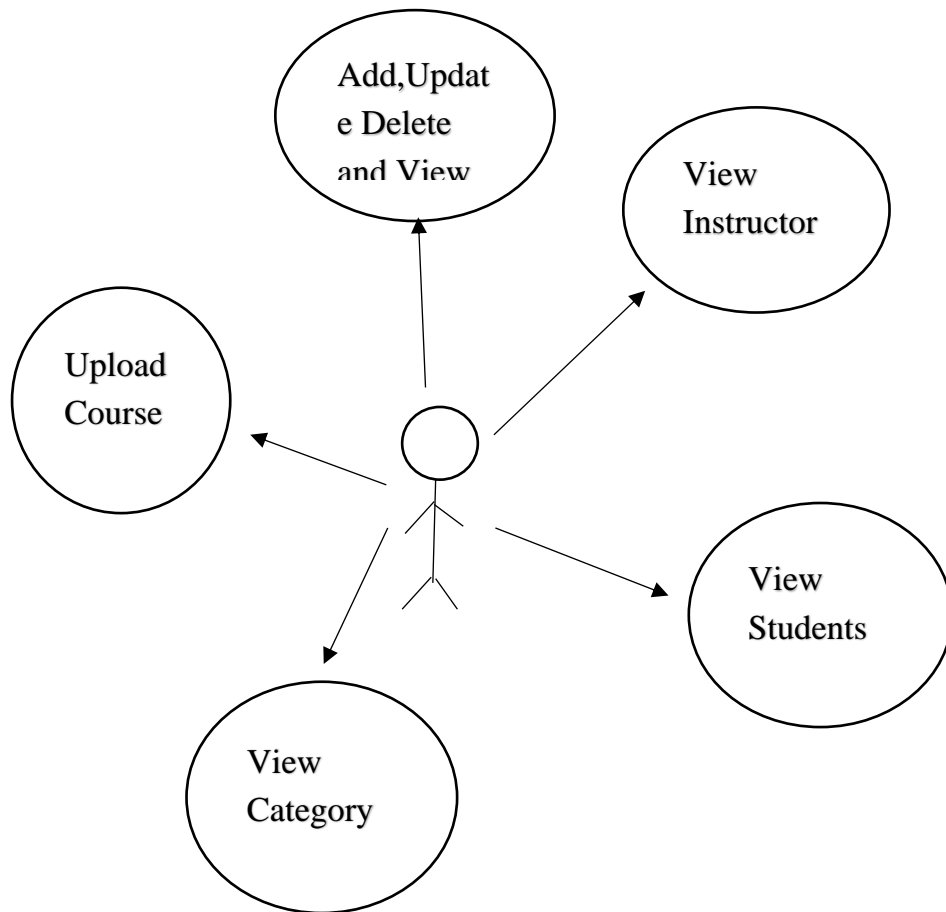 Add,Updat
e Delete
and View
View
Instructor
Upload
Course
View
Students
View
Category